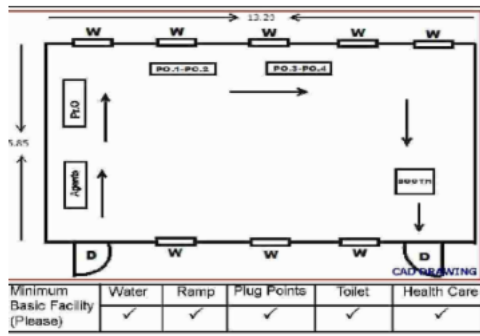 13.25
W W W W W
PO.1-PO.2 PO.3-PO.4
Pr.O
5.85
Agents
BOOTH
D W W W D
CAD DRAWING
Minimum Basic Facility (Please) Water Ramp Plug Points Toilet Health Care
✓ ✓ ✓ ✓ ✓